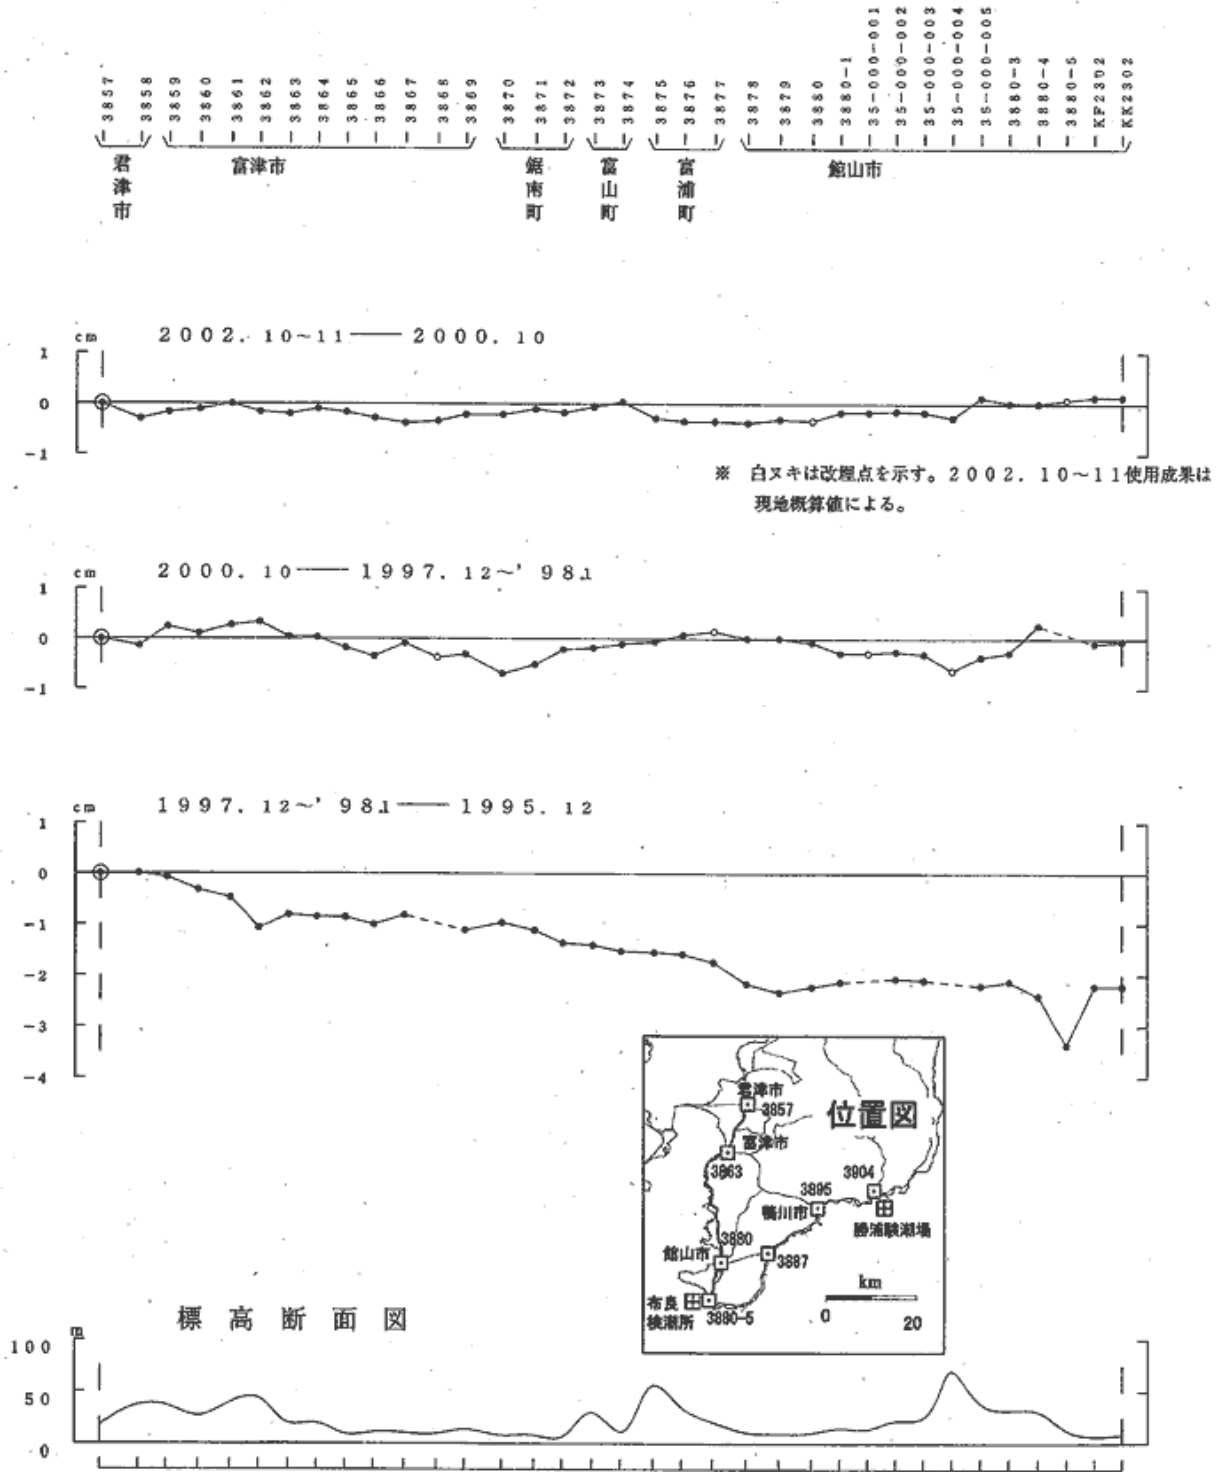 3857
3858
3859
3860
3861
3862
3863
3864
3865
3866
3867
3868
3869
3870
3871
3872
3873
3874
3875
3876
3877
3878
3879
3880
3880-1
35-000-001
35-000-002
35-000-003
35-000-004
35-000-005
3880-3
3880-4
3880-5
KF2302
KK2302
君津市
富津市
鋸南町
富山町
富浦町
館山市
cm
2002.10~11 —— 2000.10
1
0
-1
※ 白ヌキは改埋点を示す。2002.10~11使用成果は
現地概算値による。
cm
2000.10 —— 1997.12~'98.1
1
0
-1
cm
1997.12~'98.1 —— 1995.12
1
0
-1
-2
-3
-4
位置図
君津市
3857
富津市
3863
3904
3895
鴨川市
勝浦験潮場
3880
館山市
3887
布良
検潮所
3880-5
km
0
20
標高断面図
m
100
50
0